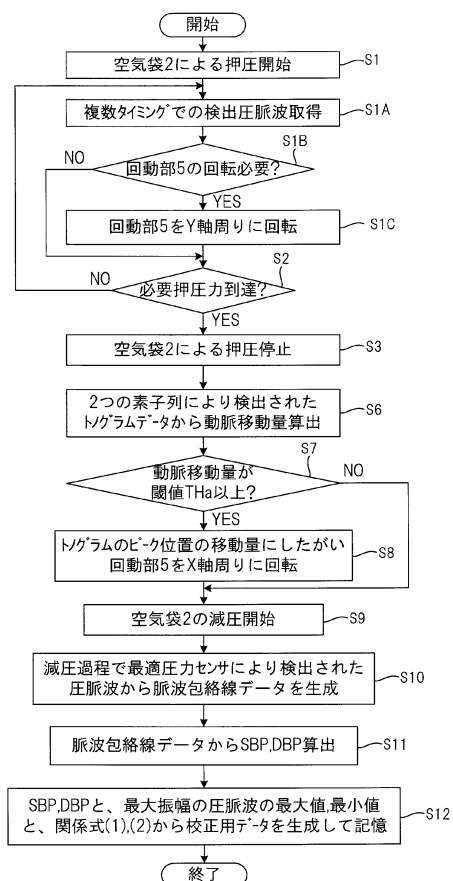 開始
空気袋2による押圧開始
S1
複数タイミングでの検出圧脈波取得
S1A
S1B
NO
回動部5の回転必要?
YES
回動部5をY軸周りに回転
S1C
S2
NO
必要押圧力到達?
YES
空気袋2による押圧停止
S3
2つの素子列により検出された
トノグラムデータから動脈移動量算出
S6
S7
動脈移動量が
閾値THa以上?
NO
YES
トノグラムのピーク位置の移動量にしたがい
回動部5をX軸周りに回転
S8
空気袋2の減圧開始
S9
減圧過程で最適圧力センサにより検出された
圧脈波から脈波包絡線データを生成
S10
脈波包絡線データからSBP,DBP算出
S11
SBP,DBPと、最大振幅の圧脈波の最大値,最小値
と、関係式(1),(2)から校正用データを生成して記憶
S12
終了